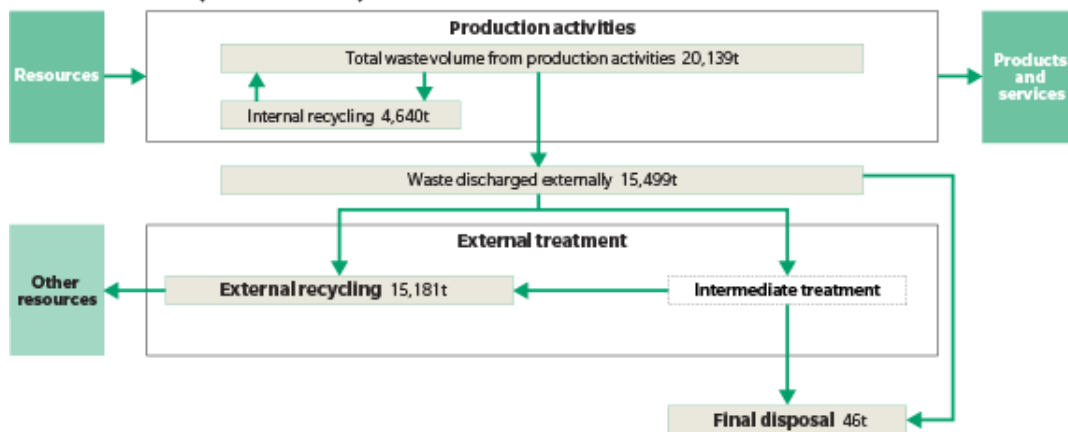 Production activities
Total waste volume from production activities 20,139t
Resources
Products
and
services
Internal recycling 4,640t
Waste discharged externally 15,499t
External treatment
Other
resources
External recycling 15,181t
Intermediate treatment
Final disposal 46t